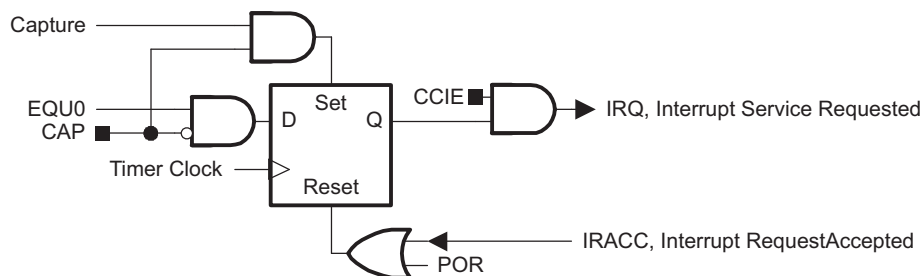 Capture
EQU0
CAP
Timer Clock
Set
D
Q
Reset
CCIE
IRQ, Interrupt Service Requested
IRACC, Interrupt RequestAccepted
POR